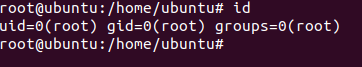 root@ubuntu:/home/ubuntu# id
uid=0(root) gid=0(root) groups=0(root)
root@ubuntu:/home/ubuntu#